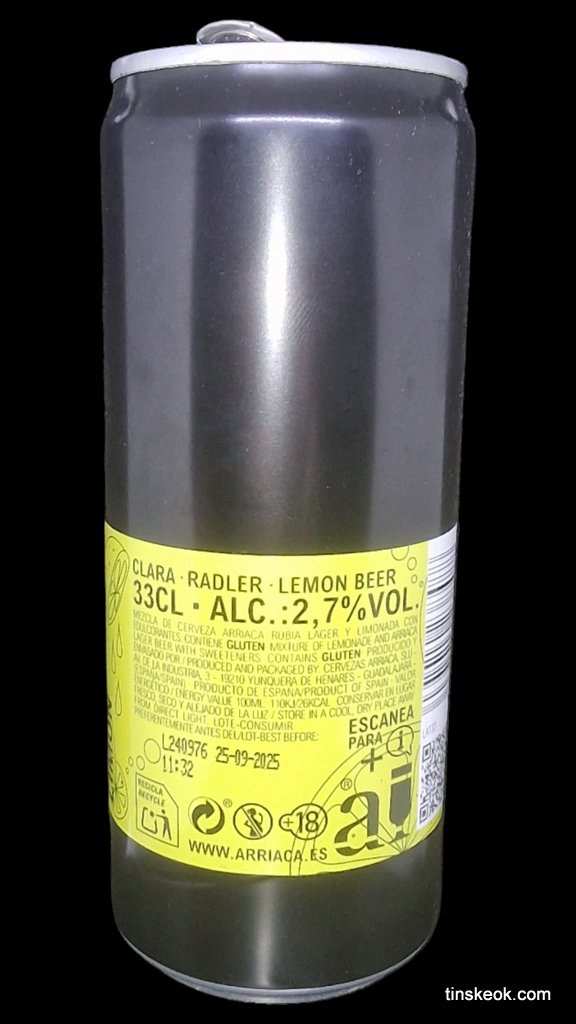 CLARA · RADLER · LEMON BEER
33CL · ALC.:2,7%VOL.
MEZCLA DE CERVEZA ARRIACA RUBIA LAGER Y LIMONADA CON
EDULCORANTES. CONTIENE GLUTEN MIXTURE OF LEMONADE AND ARRIACA
LAGER BEER WITH SWEETENERS. CONTAINS GLUTEN PRODUCIDO Y
ENVASADO POR / PRODUCED AND PACKAGED BY: CERVEZAS ARRIACA, SLU -
AV. DE LA INDUSTRIA, 3 - 19210 YUNQUERA DE HENARES - GUADALAJARA -
(ESPAÑA/SPAIN). PRODUCTO DE ESPAÑA/PRODUCT OF SPAIN - VALOR
ENERGÉTICO / ENERGY VALUE 100ML: 110KJ/26KCAL. CONSERVAR EN LUGAR
FRESCO, SECO Y ALEJADO DE LA LUZ / STORE IN A COOL, DRY PLACE AWAY
FROM DIRECT LIGHT. LOTE-CONSUMIR
PREFERENTEMENTE ANTES DEL/LOT-BEST BEFORE:
L240976 25-09-2025
11:32
ESCANEA
PARA
+ i
RECICLA
RECYCLE
+18
ai
®
WWW.ARRIACA.ES
tinskeok.com